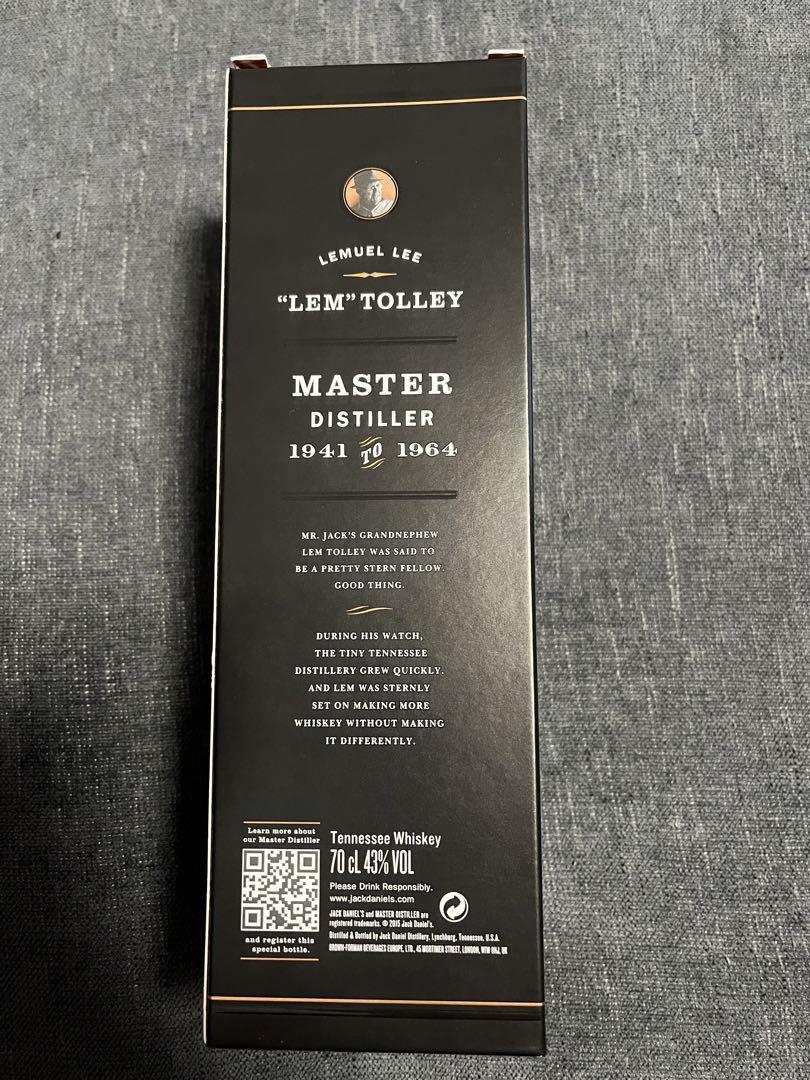 LEMUEL LEE
"LEM" TOLLEY
MASTER
DISTILLER
1941 TO 1964
MR. JACK'S GRANDNEPHEW
LEM TOLLEY WAS SAID TO
BE A PRETTY STERN FELLOW.
GOOD THING.
DURING HIS WATCH,
THE TINY TENNESSEE
DISTILLERY GREW QUICKLY.
AND LEM WAS STERNLY
SET ON MAKING MORE
WHISKEY WITHOUT MAKING
IT DIFFERENTLY.
Learn more about
our Master Distiller
and register this
special bottle.
Tennessee Whiskey
70 cL 43% VOL
Please Drink Responsibly.
www.jackdaniels.com
JACK DANIEL'S and MASTER DISTILLER are
registered trademarks. © 2015 Jack Daniel's.
Distilled & Bottled by Jack Daniel Distillery, Lynchburg, Tennessee, U.S.A.
BROWN-FORMAN BEVERAGES EUROPE, LTD., 45 MORTIMER STREET, LONDON, W1W 8HJ, UK